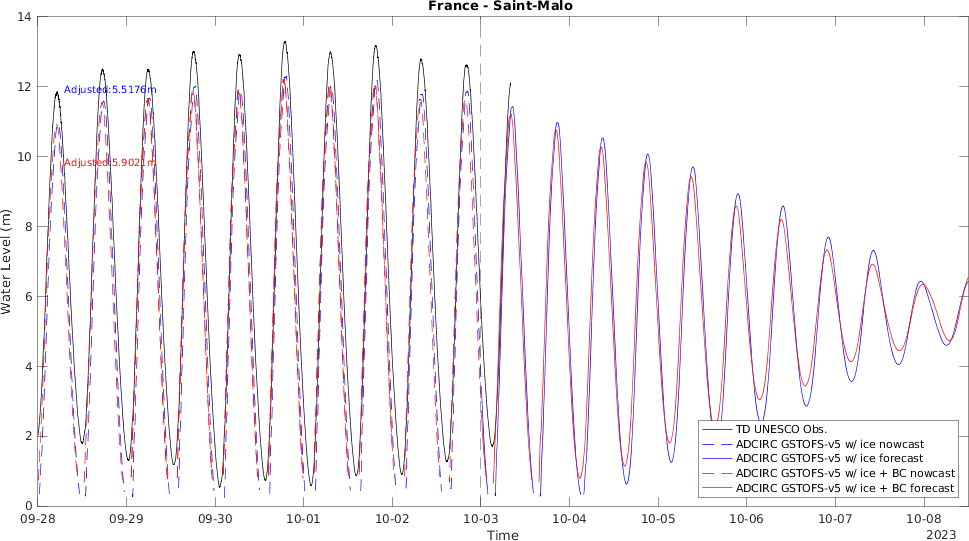 France - Saint-Malo
14
12
10
8
6
4
2
0
Water Level (m)
Adjusted:5.5176m
Adjusted:5.9021m
09-28 09-29 09-30 10-01 10-02 10-03 10-04 10-05 10-06 10-07 10-08
Time
2023
TD UNESCO Obs.
ADCIRC GSTOFS-v5 w/ ice nowcast
ADCIRC GSTOFS-v5 w/ ice forecast
ADCIRC GSTOFS-v5 w/ ice + BC nowcast
ADCIRC GSTOFS-v5 w/ ice + BC forecast